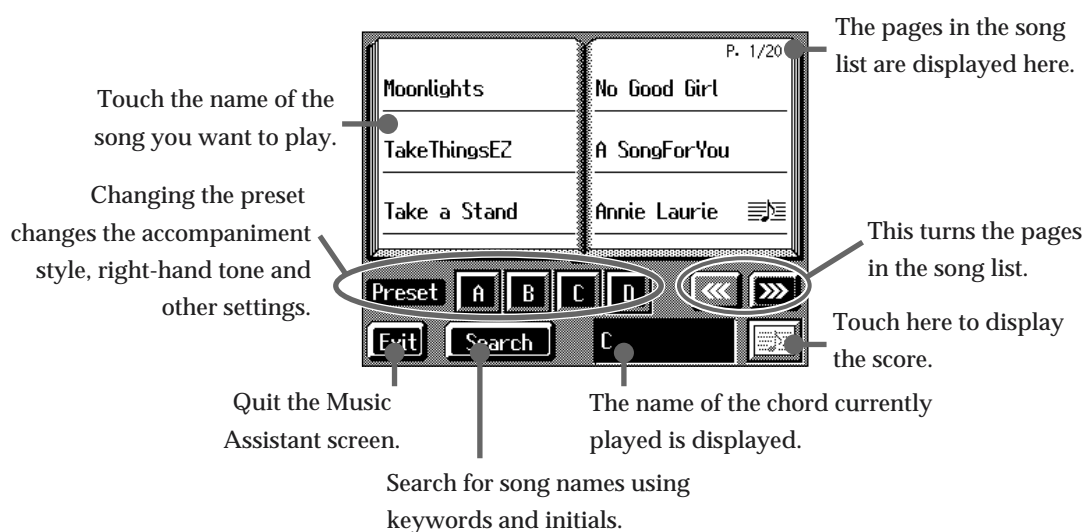 The pages in the song
list are displayed here.
P. 1/20
Touch the name of the
song you want to play.
Moonlights
No Good Girl
TakeThingsEZ
A SongForYou
Take a Stand
Annie Laurie
Changing the preset
changes the accompaniment
style, right-hand tone and
other settings.
This turns the pages
in the song list.
Preset A B C D
Exit Search C
Touch here to display
the score.
Quit the Music
Assistant screen.
The name of the chord currently
played is displayed.
Search for song names using
keywords and initials.